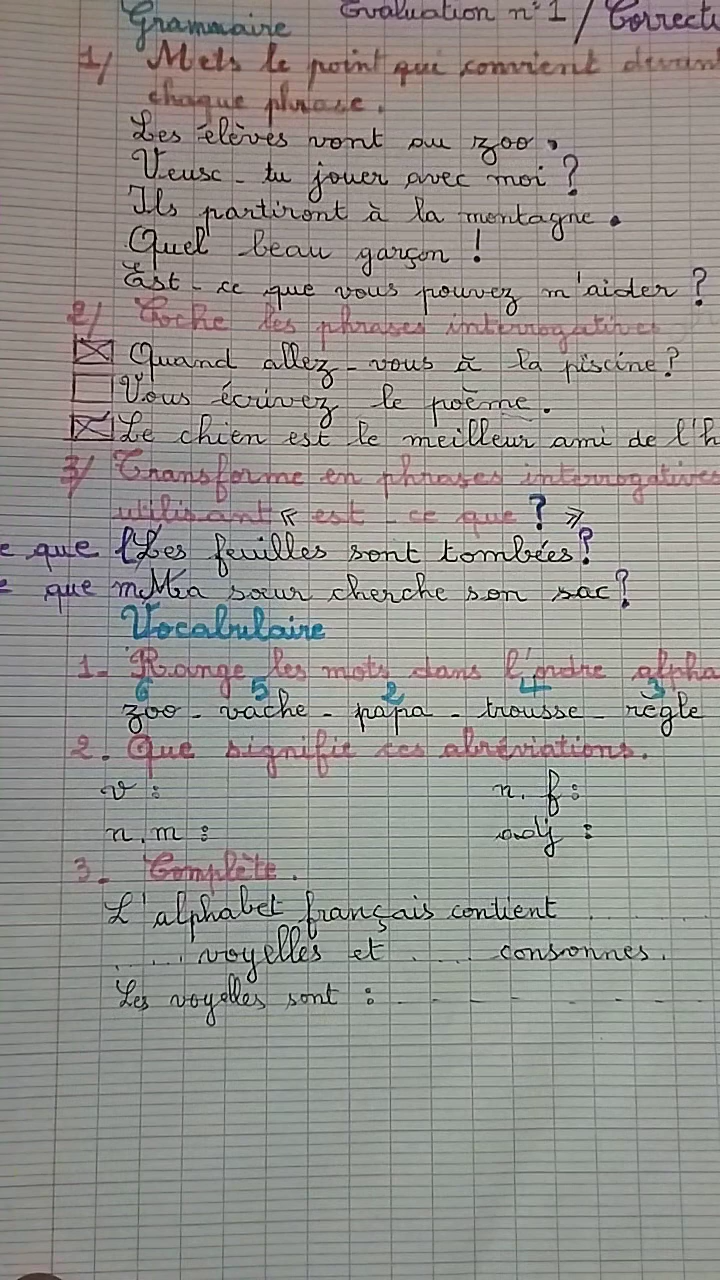 Grammaire Evaluation n°1 / Correcti
1/ Mets le point qui convient devant
chaque phrase.
Les élèves vont au zoo.
Veux-tu jouer avec moi ?
Ils partiront à la montagne.
Quel beau garçon !
Est-ce que vous pouvez m'aider ?
2/ Coche les phrases interrogatives
Quand allez-vous à la piscine ?
Vous écrivez le poème.
Le chien est le meilleur ami de l'h
3/ Transforme en phrases interrogatives
utilisant « est-ce que ? »
e que l Les feuilles sont tombées ?
e que m Ma sœur cherche son sac ?
Vocabulaire
1. Range les mots dans l'ordre alpha
6 5 2 4 3
zoo - vache - papa - trousse - règle
2. Que signifie ces abréviations.
v : n. f :
n. m : adj :
3. Complète.
L'alphabet français contient ..........
...... voyelles et ..... consonnes.
Les voyelles sont : - - - - - -